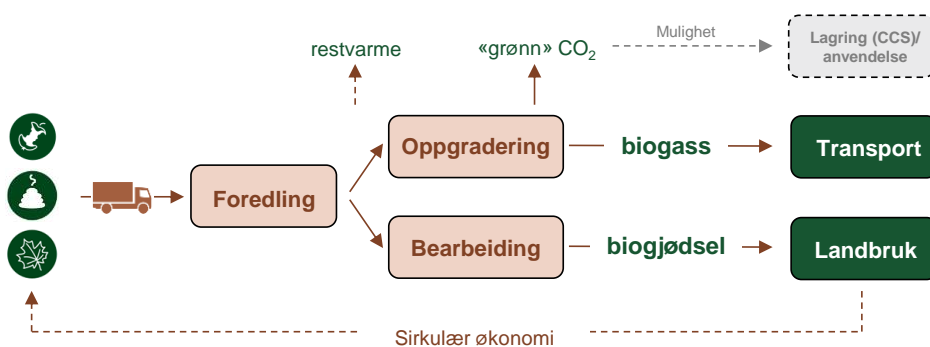 restvarme
«grønn» CO₂
Mulighet
Lagring (CCS)/
anvendelse
Foredling
Oppgradering
biogass
Transport
Bearbeiding
biogjødsel
Landbruk
Sirkulær økonomi